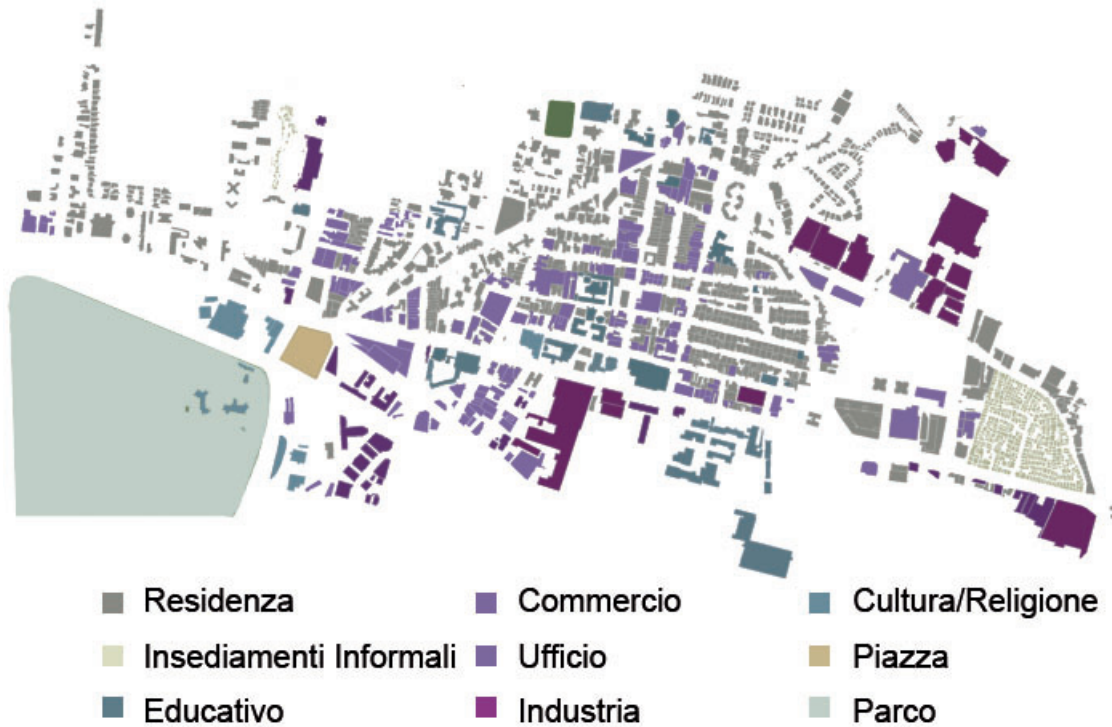 Residenza
Commercio
Cultura/Religione
Insediamenti Informali
Ufficio
Piazza
Educativo
Industria
Parco